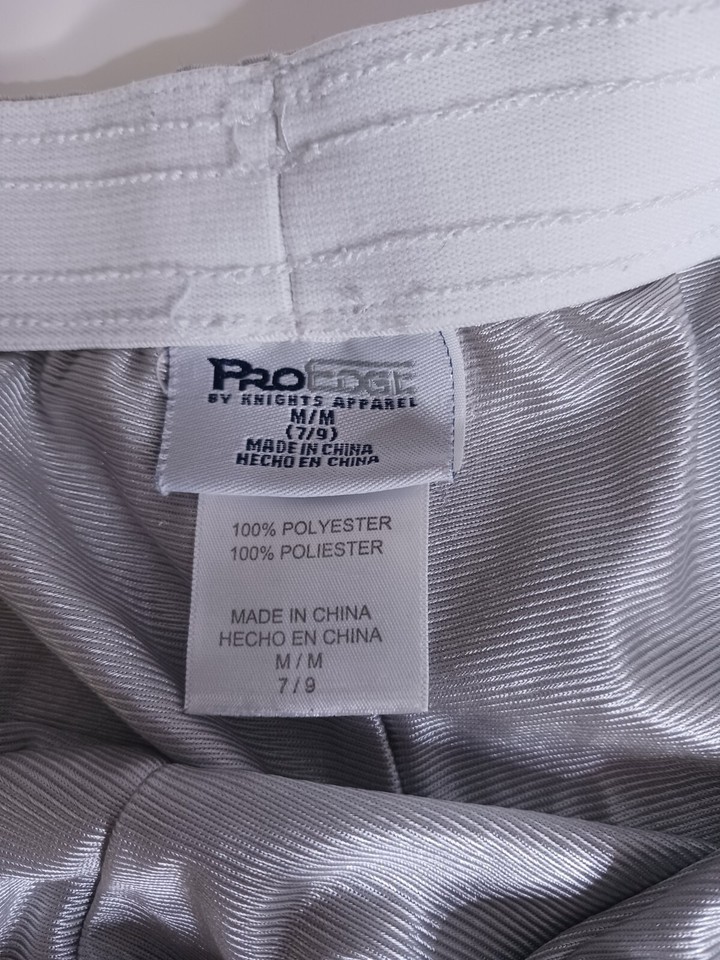 PROEDGE
BY KNIGHTS APPAREL
M/M
(7/9)
MADE IN CHINA
HECHO EN CHINA
100% POLYESTER
100% POLIESTER
MADE IN CHINA
HECHO EN CHINA
M / M
7 / 9